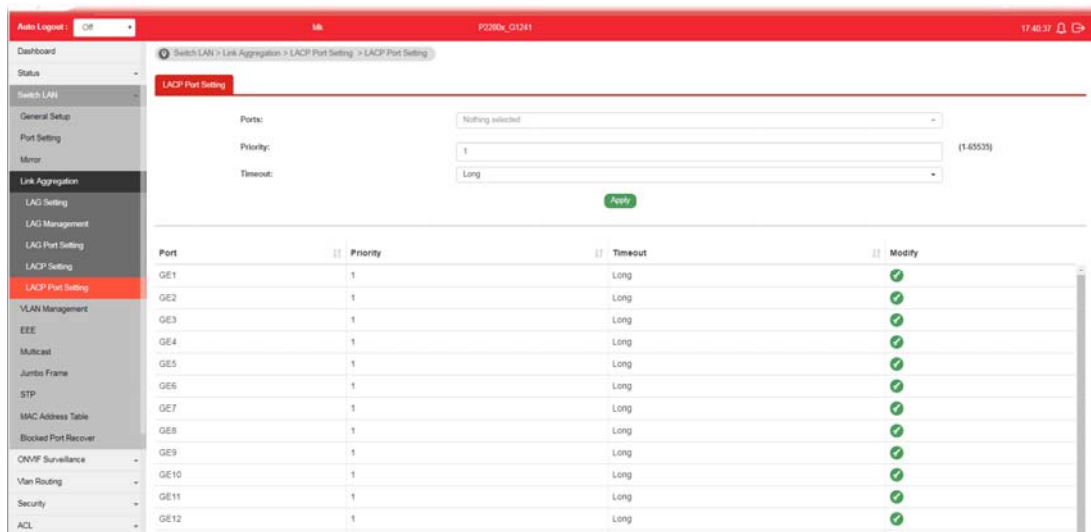 Auto Logout : Off Mk P2280x_G1241 17:40:37
Switch LAN > Link Aggregation > LACP Port Setting > LACP Port Setting
Dashboard
Status
Switch LAN
General Setup
Port Setting
Mirror
Link Aggregation
LAG Setting
LAG Management
LAG Port Setting
LACP Setting
LACP Port Setting
VLAN Management
EEE
Multicast
Jumbo Frame
STP
MAC Address Table
Blocked Port Recover
ONVIF Surveillance
Vlan Routing
Security
ACL
LACP Port Setting
Ports: Nothing selected
Priority: 1 (1-65535)
Timeout: Long
Apply
Port Priority Timeout Modify
GE1 1 Long
GE2 1 Long
GE3 1 Long
GE4 1 Long
GE5 1 Long
GE6 1 Long
GE7 1 Long
GE8 1 Long
GE9 1 Long
GE10 1 Long
GE11 1 Long
GE12 1 Long